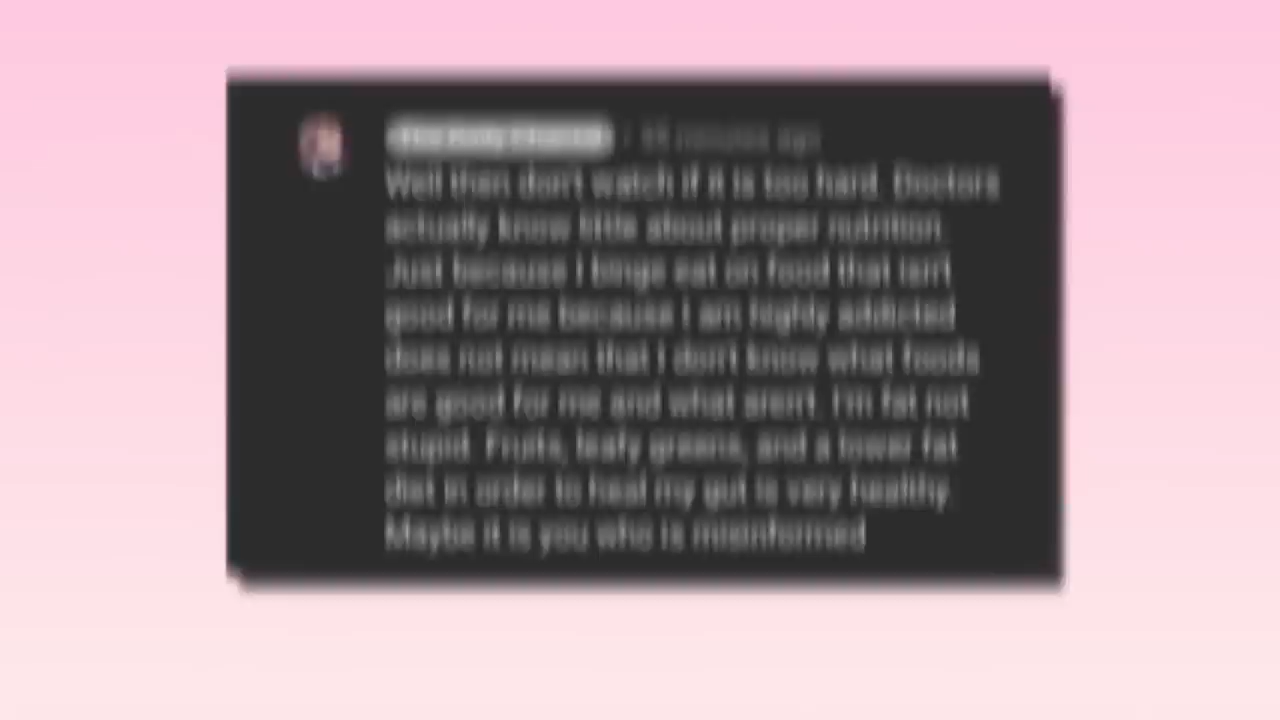 minutes ago
Well then don't watch if it is too hard. Doctors
actually know little about proper nutrition.
Just because I binge eat on food that isn't
good for me because I am highly addicted
does not mean that I don't know what foods
are good for me and what aren't. I'm fat not
stupid. Fruits, leafy greens, and a lower fat
diet in order to heal my gut is very healthy.
Maybe it is you who is misinformed